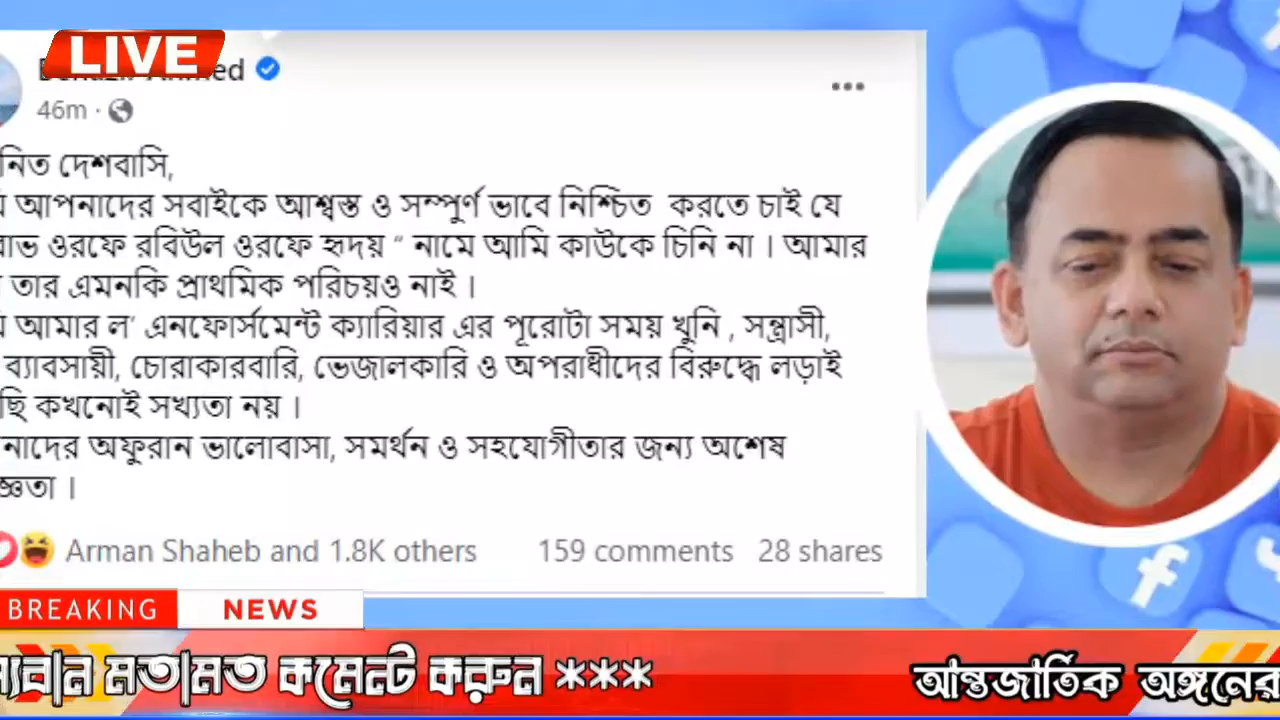 LIVE
Ahmed
46m ·
দেশবাসি,
আপনাদের সবাইকে আশ্বস্ত ও সম্পুর্ণ ভাবে নিশ্চিত করতে চাই যে
ওরফে রবিউল ওরফে হৃদয় " নামে আমি কাউকে চিনি না । আমার
তার এমনকি প্রাথমিক পরিচয়ও নাই ।
আমার ল' এনফোর্সমেন্ট ক্যারিয়ার এর পূরোটা সময় খুনি , সন্ত্রাসী,
ব্যাবসায়ী, চোরাকারবারি, ভেজালকারি ও অপরাধীদের বিরুদ্ধে লড়াই
কখনোই সখ্যতা নয় ।
অফুরান ভালোবাসা, সমর্থন ও সহযোগীতার জন্য অশেষ
Arman Shaheb and 1.8K others 159 comments 28 shares
BREAKING NEWS
মতামত কমেন্ট করুন *** আন্তর্জার্তিক অঙ্গনের